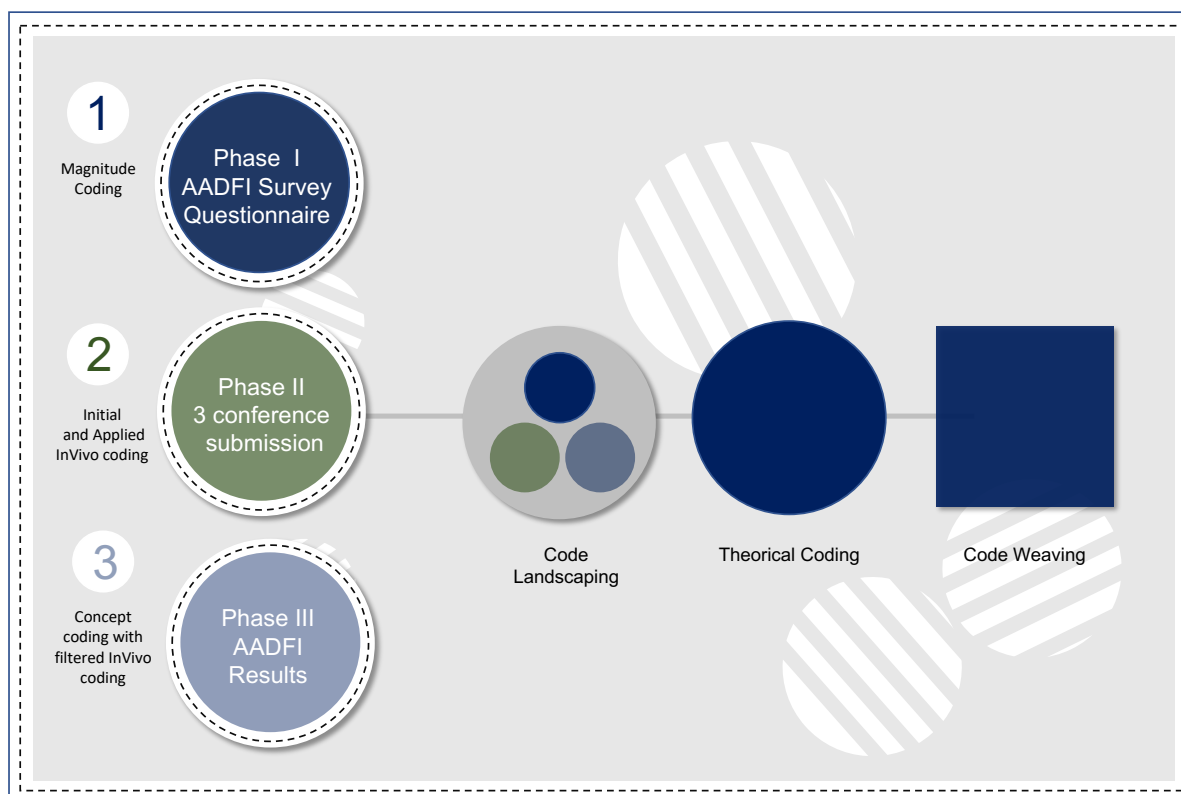 1
Magnitude
Coding
Phase I
AADFI Survey
Questionnaire
2
Initial
and Applied
InVivo coding
Phase II
3 conference
submission
3
Concept
coding with
filtered InVivo
coding
Phase III
AADFI
Results
Code
Landscaping
Theorical Coding
Code Weaving